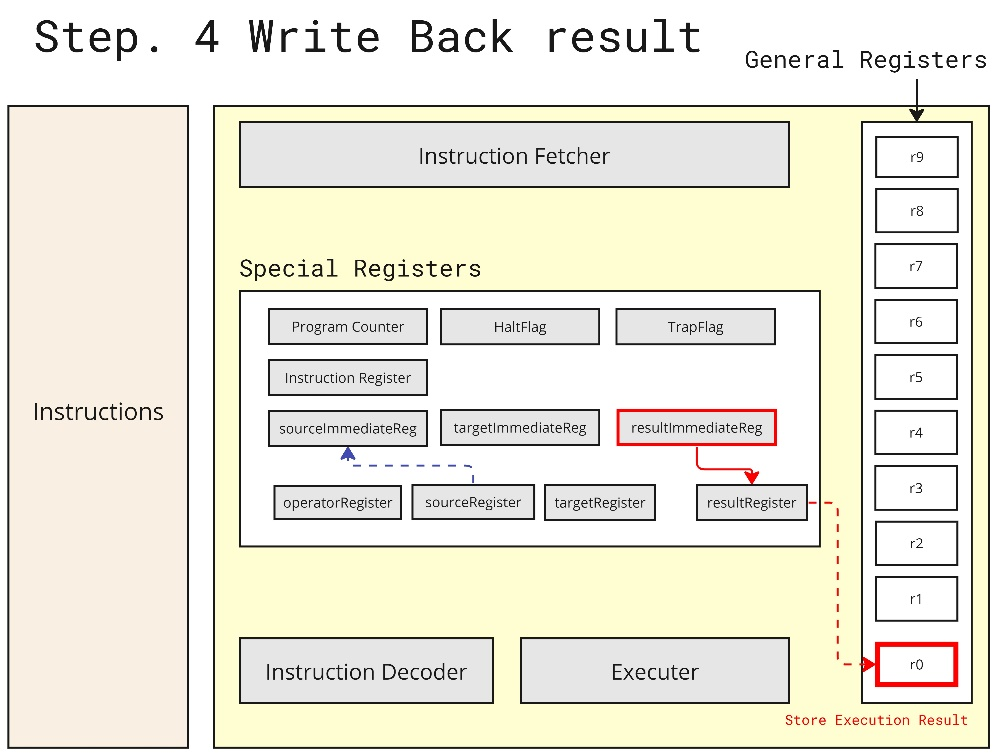 Step. 4 Write Back result
General Registers
Instructions
Instruction Fetcher
Special Registers
Program Counter
HaltFlag
TrapFlag
Instruction Register
sourceImmediateReg
targetImmediateReg
resultImmediateReg
operatorRegister
sourceRegister
targetRegister
resultRegister
Instruction Decoder
Executer
r9
r8
r7
r6
r5
r4
r3
r2
r1
r0
Store Execution Result